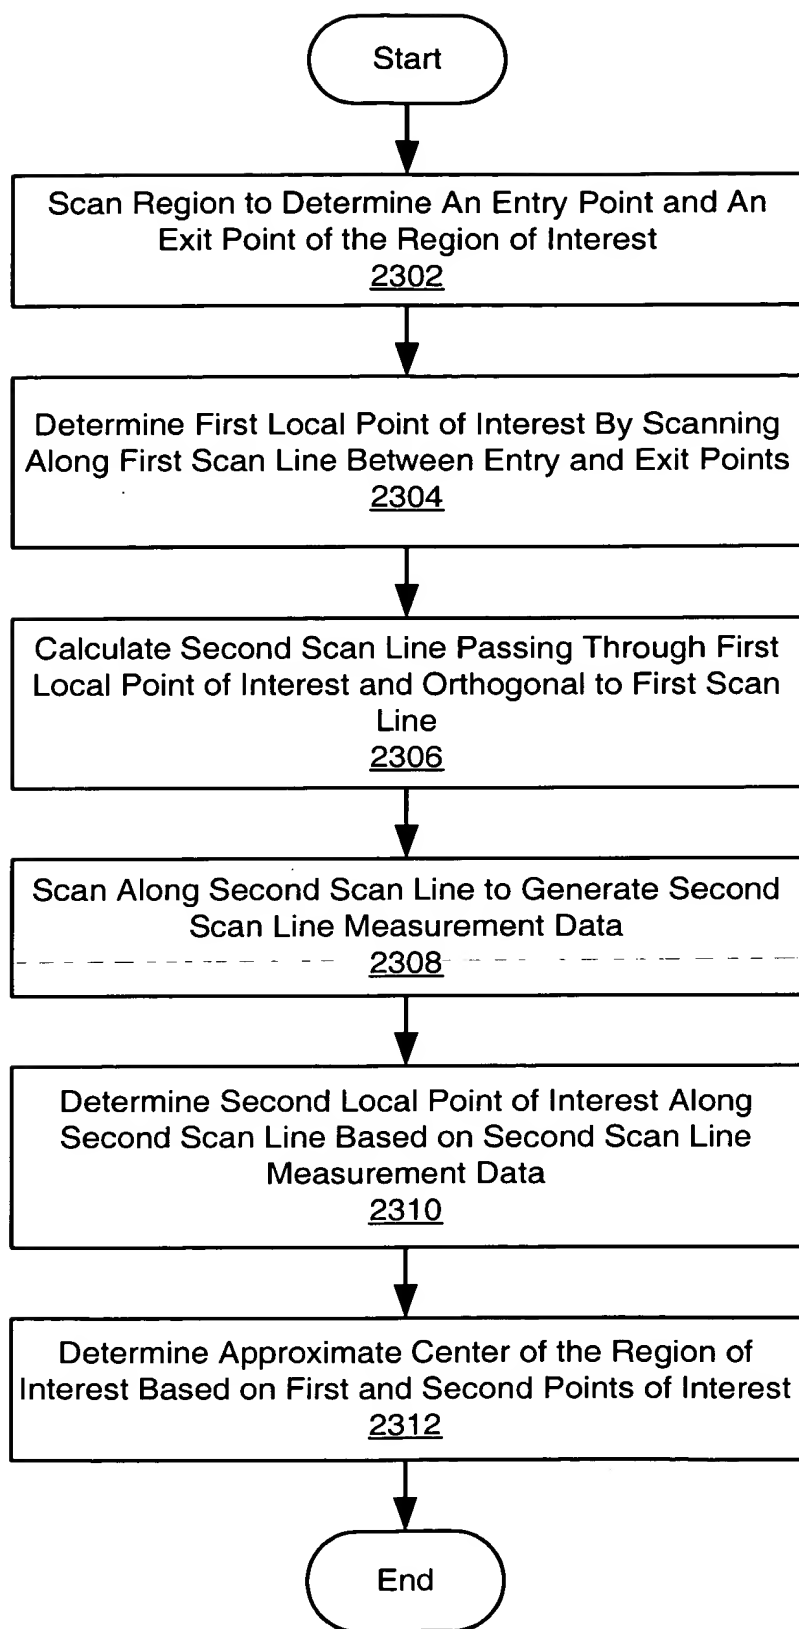 Start
Scan Region to Determine An Entry Point and An
Exit Point of the Region of Interest
2302
Determine First Local Point of Interest By Scanning
Along First Scan Line Between Entry and Exit Points
2304
Calculate Second Scan Line Passing Through First
Local Point of Interest and Orthogonal to First Scan
Line
2306
Scan Along Second Scan Line to Generate Second
Scan Line Measurement Data
2308
Determine Second Local Point of Interest Along
Second Scan Line Based on Second Scan Line
Measurement Data
2310
Determine Approximate Center of the Region of
Interest Based on First and Second Points of Interest
2312
End